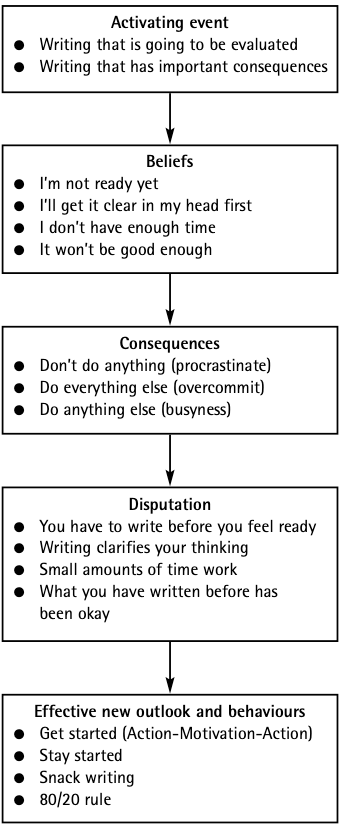 Activating event
● Writing that is going to be evaluated
● Writing that has important consequences
Beliefs
● I'm not ready yet
● I'll get it clear in my head first
● I don't have enough time
● It won't be good enough
Consequences
● Don't do anything (procrastinate)
● Do everything else (overcommit)
● Do anything else (busyness)
Disputation
● You have to write before you feel ready
● Writing clarifies your thinking
● Small amounts of time work
● What you have written before has
been okay
Effective new outlook and behaviours
● Get started (Action-Motivation-Action)
● Stay started
● Snack writing
● 80/20 rule